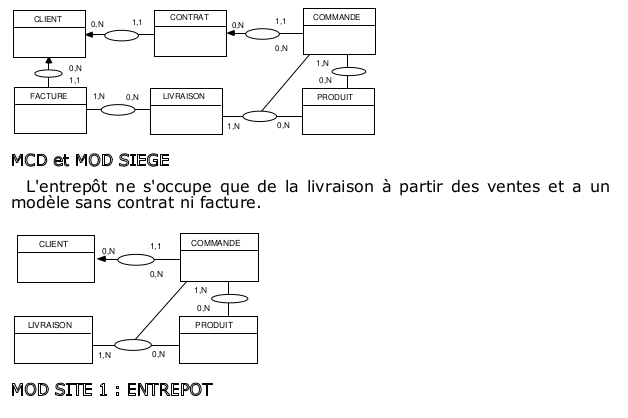 CLIENT 0,N 1,1 CONTRAT 0,N 1,1 COMMANDE
0,N
0,N 1,N
1,1 0,N
FACTURE 1,N 0,N LIVRAISON PRODUIT
1,N 0,N
MCD et MOD SIEGE
L'entrepôt ne s'occupe que de la livraison à partir des ventes et a un
modèle sans contrat ni facture.
CLIENT 0,N 1,1 COMMANDE
0,N
1,N
0,N
LIVRAISON PRODUIT
1,N 0,N
MOD SITE 1 : ENTREPOT